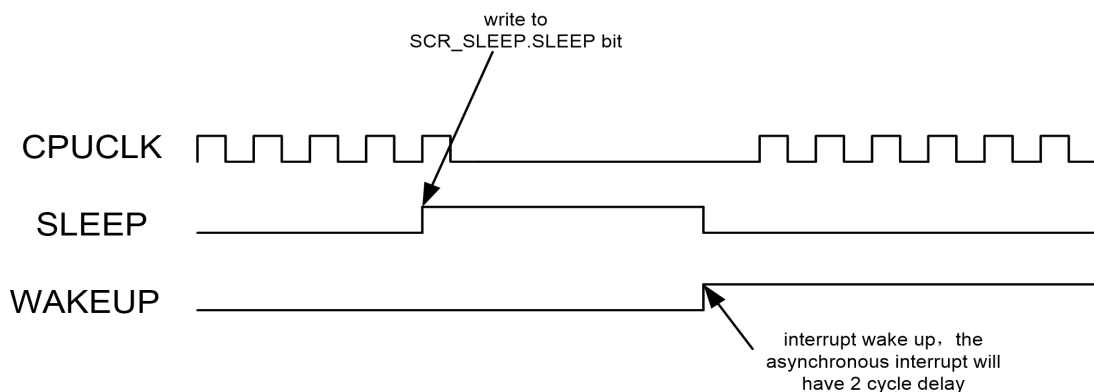 write to
SCR_SLEEP.SLEEP bit
CPUCLK
SLEEP
WAKEUP
interrupt wake up，the
asynchronous interrupt will
have 2 cycle delay